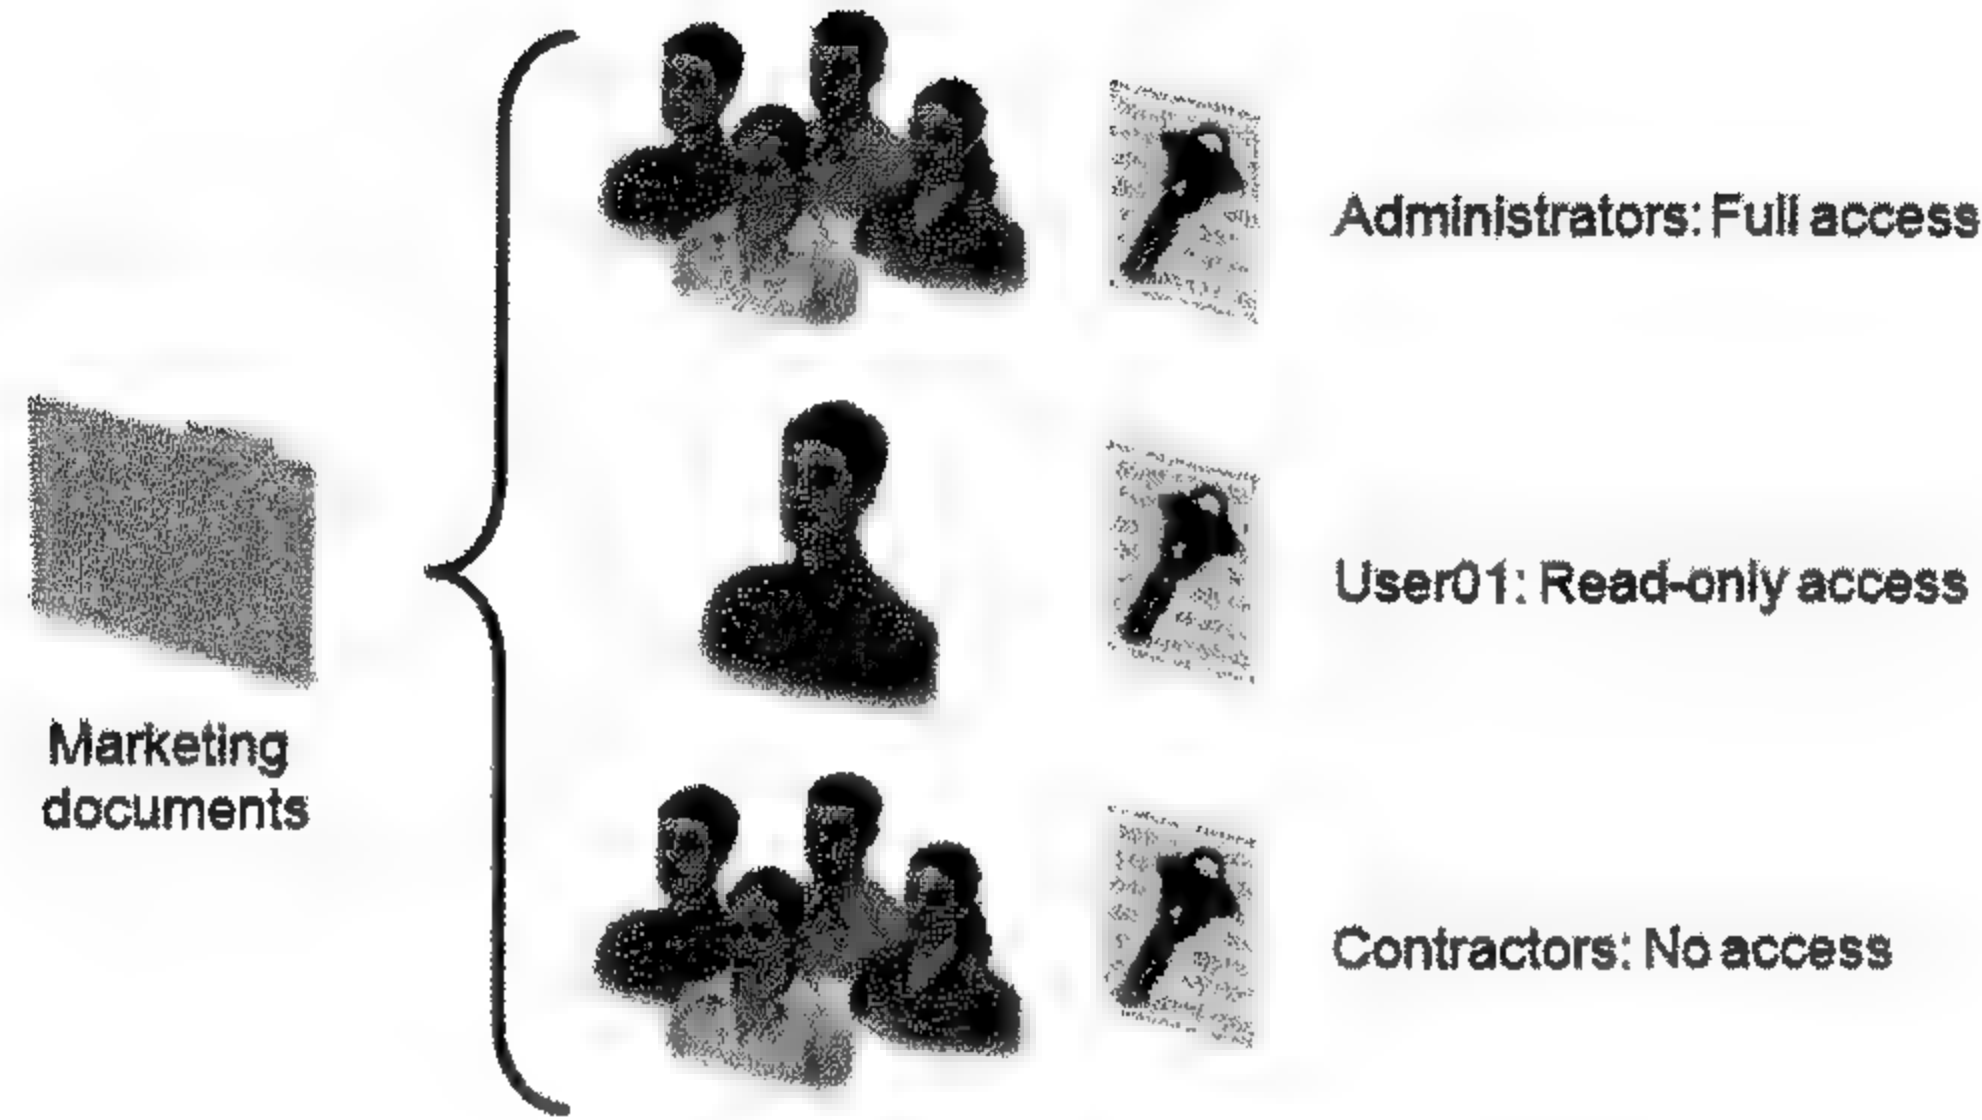 Administrators: Full access
User01: Read-only access
Marketing
documents
Contractors: No access